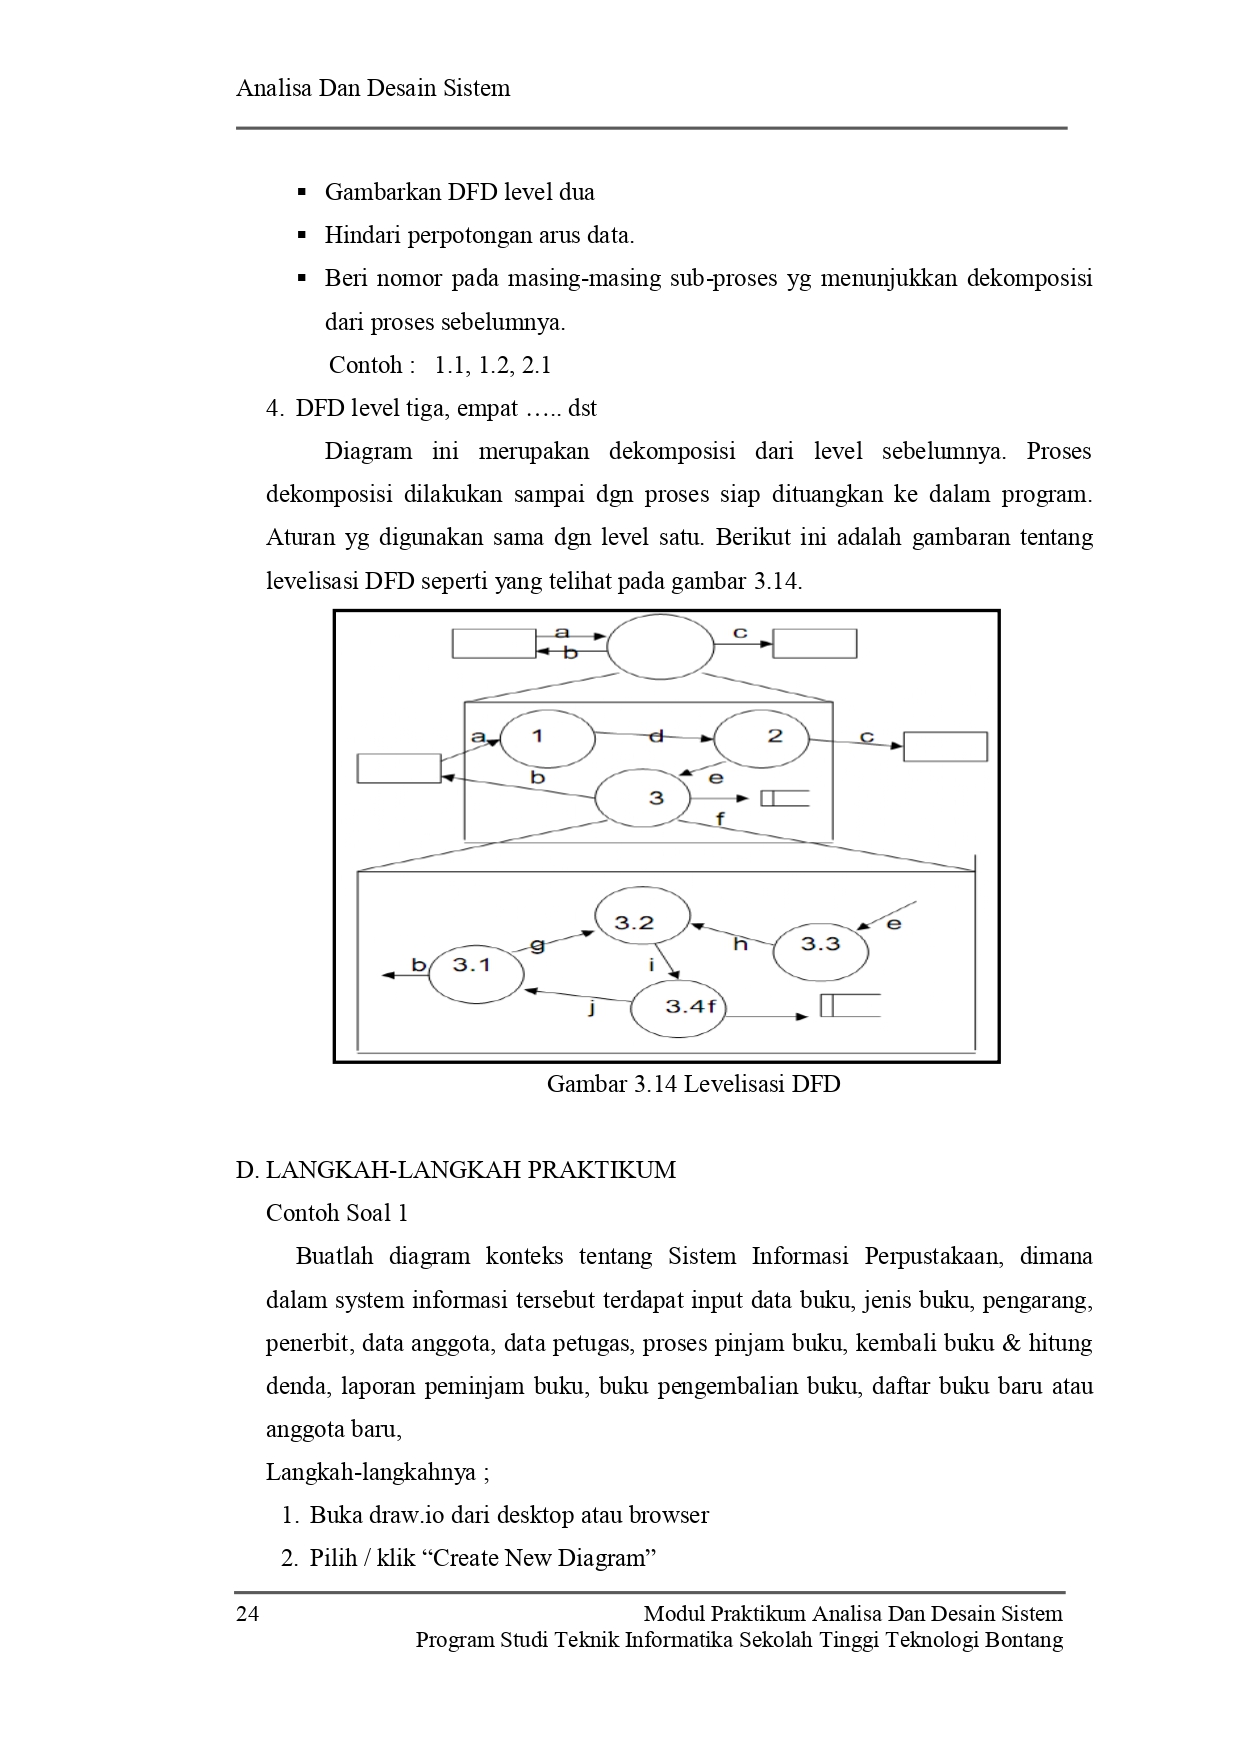 Analisa Dan Desain Sistem
▪ Gambarkan DFD level dua
▪ Hindari perpotongan arus data.
▪ Beri nomor pada masing-masing sub-proses yg menunjukkan dekomposisi
dari proses sebelumnya.
Contoh : 1.1, 1.2, 2.1
4. DFD level tiga, empat ….. dst
Diagram ini merupakan dekomposisi dari level sebelumnya. Proses
dekomposisi dilakukan sampai dgn proses siap dituangkan ke dalam program.
Aturan yg digunakan sama dgn level satu. Berikut ini adalah gambaran tentang
levelisasi DFD seperti yang telihat pada gambar 3.14.
a c
b
a 1 d 2 c
b e
3
f
3.2 e
g h 3.3
b 3.1 i
j 3.4f
Gambar 3.14 Levelisasi DFD
D. LANGKAH-LANGKAH PRAKTIKUM
Contoh Soal 1
Buatlah diagram konteks tentang Sistem Informasi Perpustakaan, dimana
dalam system informasi tersebut terdapat input data buku, jenis buku, pengarang,
penerbit, data anggota, data petugas, proses pinjam buku, kembali buku & hitung
denda, laporan peminjam buku, buku pengembalian buku, daftar buku baru atau
anggota baru,
Langkah-langkahnya ;
1. Buka draw.io dari desktop atau browser
2. Pilih / klik “Create New Diagram”
24 Modul Praktikum Analisa Dan Desain Sistem
Program Studi Teknik Informatika Sekolah Tinggi Teknologi Bontang